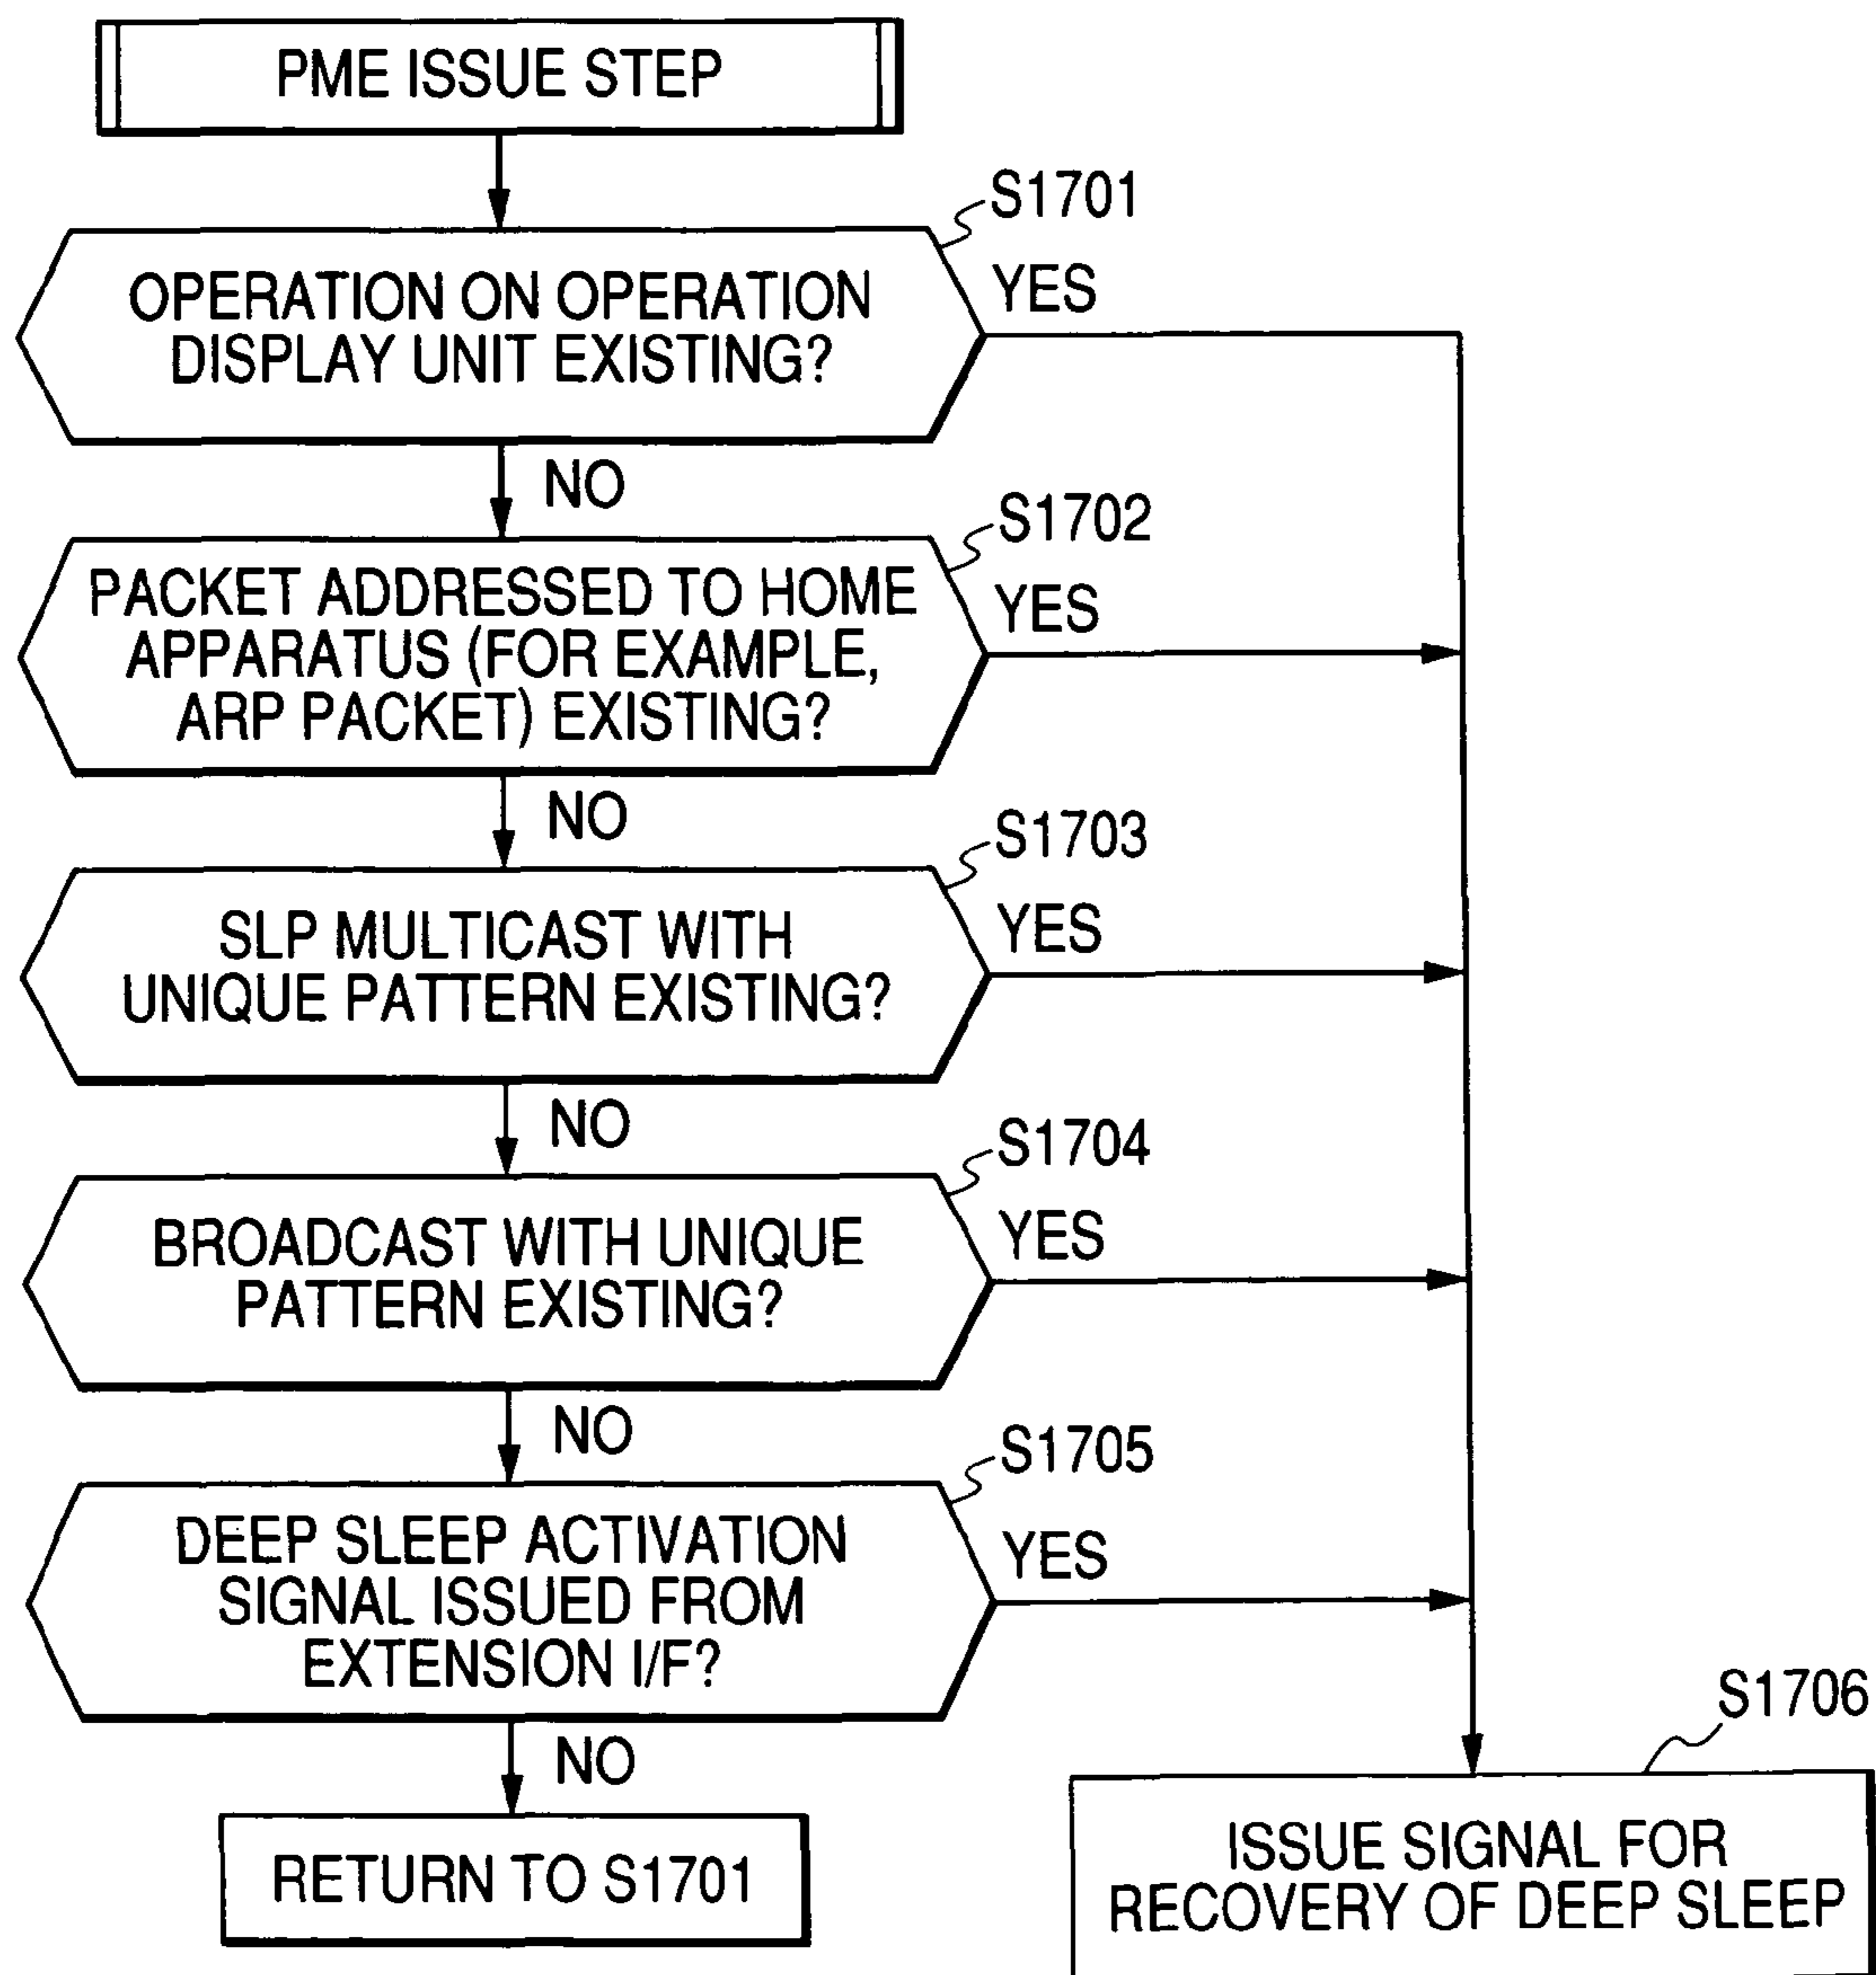 PME ISSUE STEP
S1701
OPERATION ON OPERATION
DISPLAY UNIT EXISTING?
YES
NO
S1702
PACKET ADDRESSED TO HOME
APPARATUS (FOR EXAMPLE,
ARP PACKET) EXISTING?
YES
NO
S1703
SLP MULTICAST WITH
UNIQUE PATTERN EXISTING?
YES
NO
S1704
BROADCAST WITH UNIQUE
PATTERN EXISTING?
YES
NO
S1705
DEEP SLEEP ACTIVATION
SIGNAL ISSUED FROM
EXTENSION I/F?
YES
NO
RETURN TO S1701
S1706
ISSUE SIGNAL FOR
RECOVERY OF DEEP SLEEP